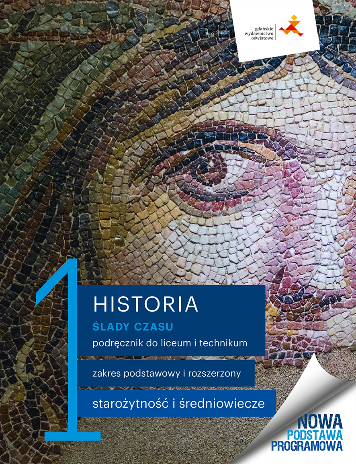 gdańskie
wydawnictwo
oświatowe
1
HISTORIA
ŚLADY CZASU
podręcznik do liceum i technikum
zakres podstawowy i rozszerzony
starożytność i średniowiecze
NOWA
PODSTAWA
PROGRAMOWA